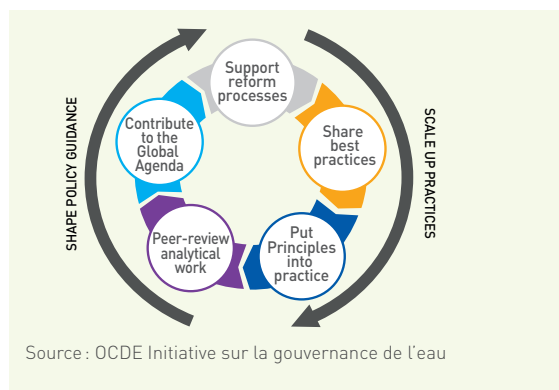 Support
reform
processes
Share
best
practices
Put
Principles
into
practice
Peer-review
analytical
work
Contribute
to the
Global
Agenda
SHAPE POLICY GUIDANCE
SCALE UP PRACTICES
Source : OCDE Initiative sur la gouvernance de l'eau